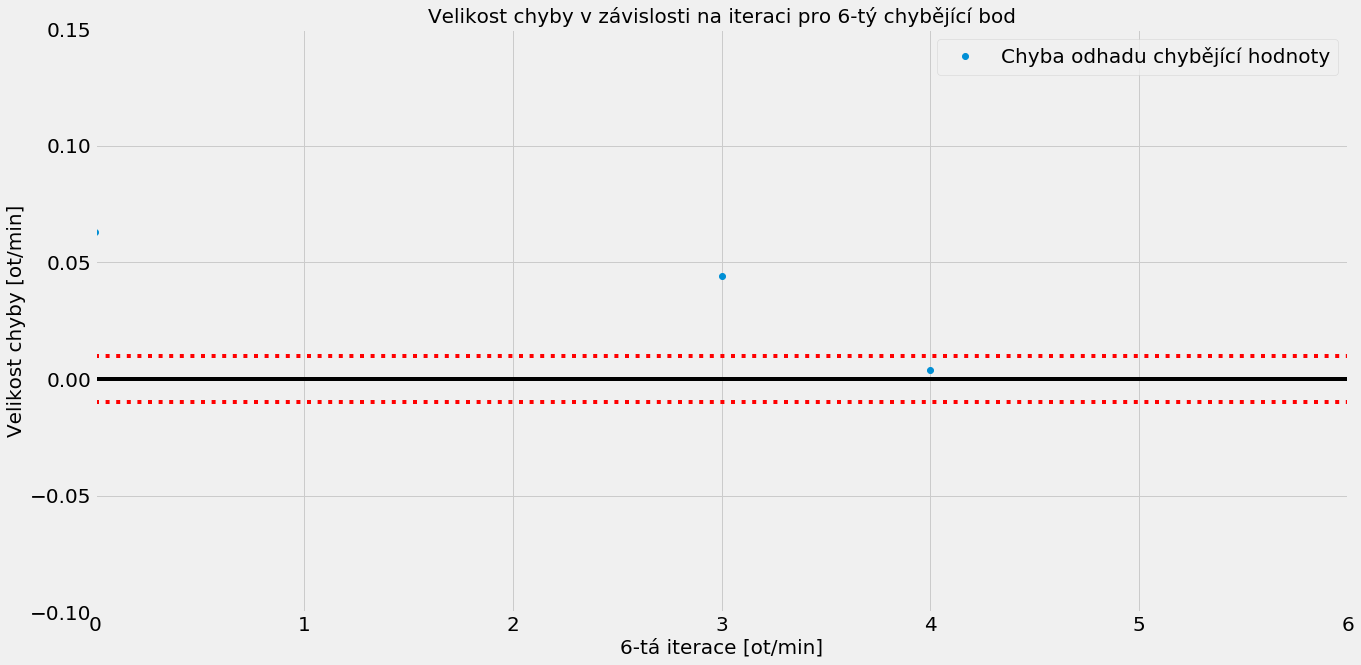 Velikost chyby v závislosti na iteraci pro 6-tý chybějící bod
Chyba odhadu chybějící hodnoty
Velikost chyby [ot/min]
0.15
0.10
0.05
0.00
−0.05
−0.10
0 1 2 3 4 5 6
6-tá iterace [ot/min]